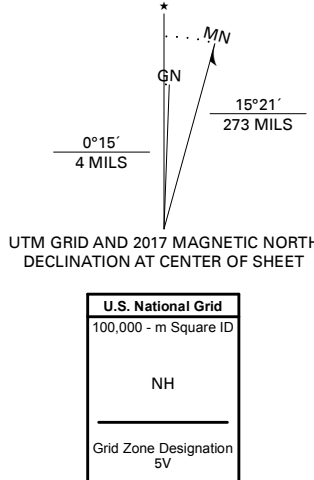 ★
MN
GN
15°21´
273 MILS
0°15´
4 MILS
UTM GRID AND 2017 MAGNETIC NORTH
DECLINATION AT CENTER OF SHEET
U.S. National Grid
100,000 - m Square ID
NH
Grid Zone Designation
5V